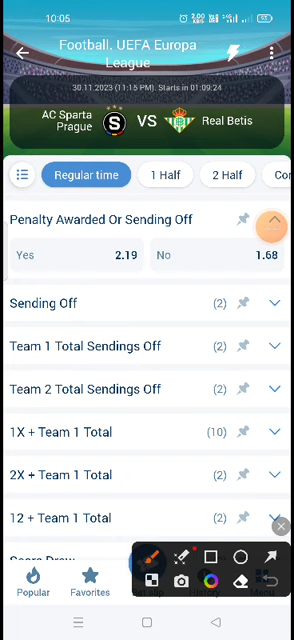 10:05
Football. UEFA Europa
League
30.11.2023 (11:15 PM). Starts in 01:09:24
AC Sparta
Prague
VS
Real Betis
Regular time
1 Half
2 Half
Penalty Awarded Or Sending Off
Yes 2.19
No 1.68
Sending Off (2)
Team 1 Total Sendings Off (2)
Team 2 Total Sendings Off (2)
1X + Team 1 Total (10)
2X + Team 1 Total (2)
12 + Team 1 Total (2)
Popular
Favorites